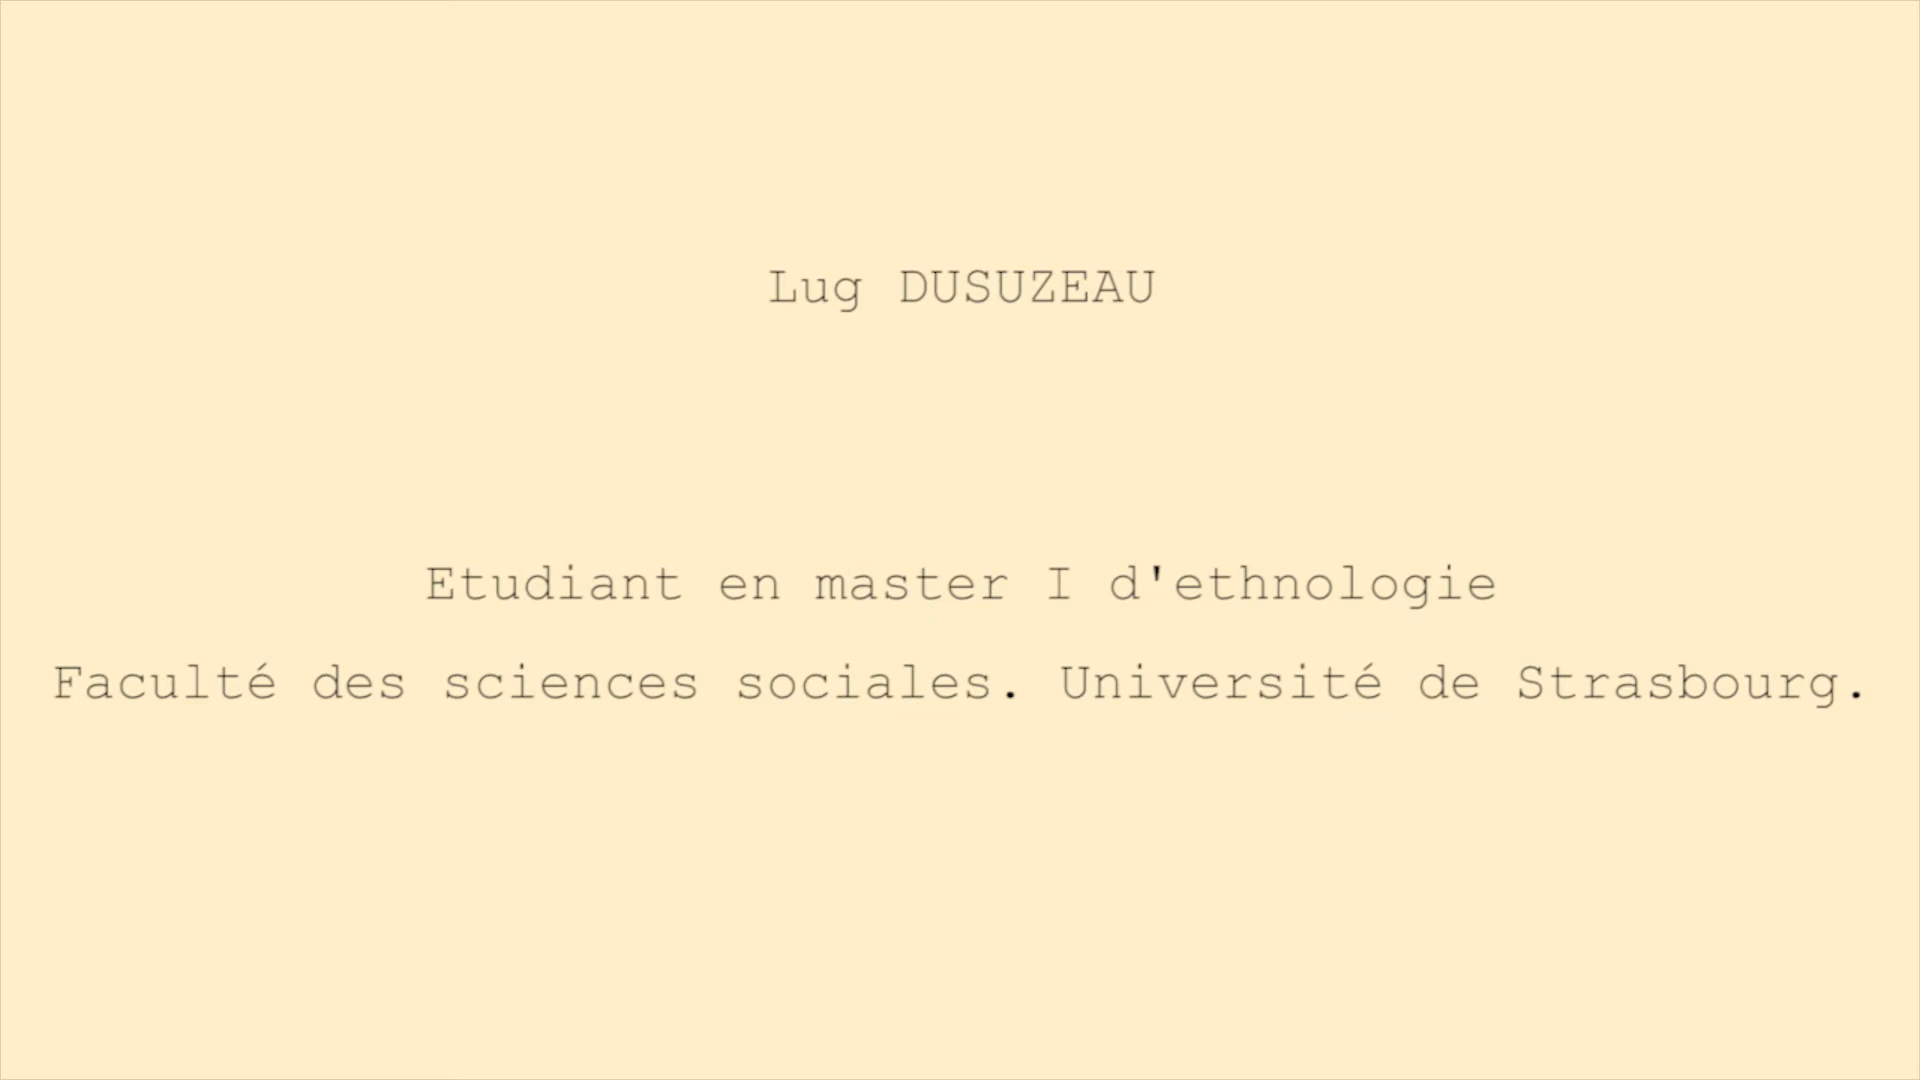 Lug DUSUZEAU
Etudiant en master I d'ethnologie
Faculté des sciences sociales. Université de Strasbourg.